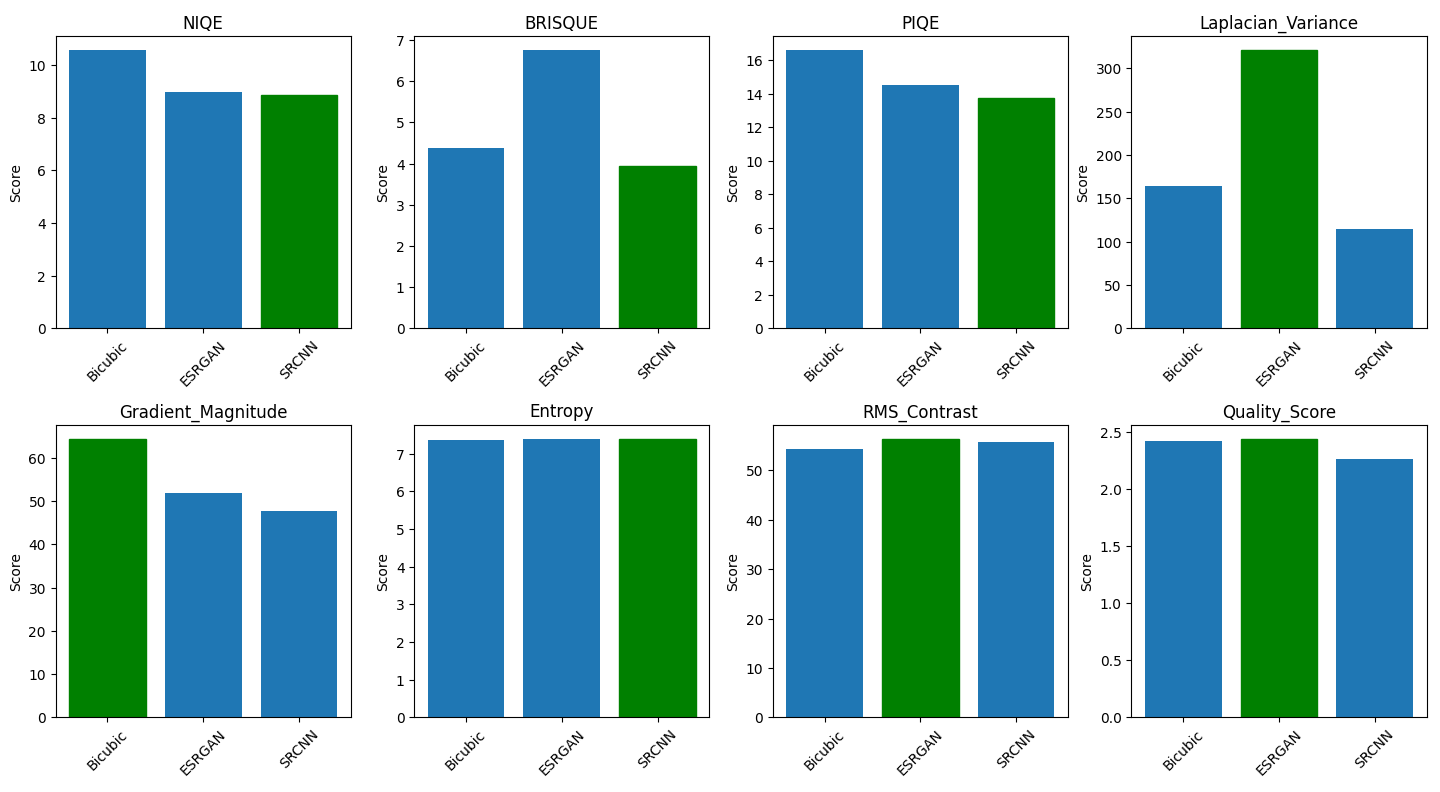 NIQE
Score
10
8
6
4
2
0
Bicubic
ESRGAN
SRCNN
BRISQUE
Score
7
6
5
4
3
2
1
0
Bicubic
ESRGAN
SRCNN
PIQE
Score
16
14
12
10
8
6
4
2
0
Bicubic
ESRGAN
SRCNN
Laplacian_Variance
Score
300
250
200
150
100
50
0
Bicubic
ESRGAN
SRCNN
Gradient_Magnitude
Score
60
50
40
30
20
10
0
Bicubic
ESRGAN
SRCNN
Entropy
Score
7
6
5
4
3
2
1
0
Bicubic
ESRGAN
SRCNN
RMS_Contrast
Score
50
40
30
20
10
0
Bicubic
ESRGAN
SRCNN
Quality_Score
Score
2.5
2.0
1.5
1.0
0.5
0.0
Bicubic
ESRGAN
SRCNN